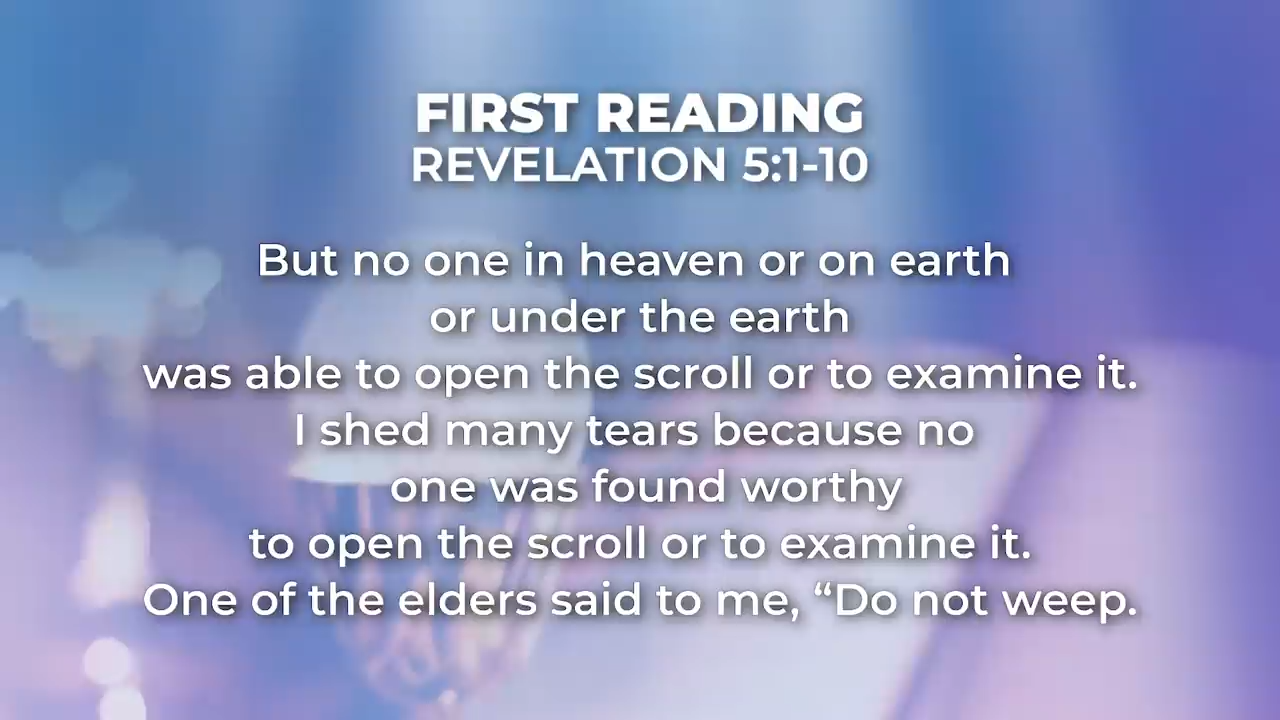 FIRST READING
REVELATION 5:1-10
But no one in heaven or on earth
or under the earth
was able to open the scroll or to examine it.
I shed many tears because no
one was found worthy
to open the scroll or to examine it.
One of the elders said to me, “Do not weep.